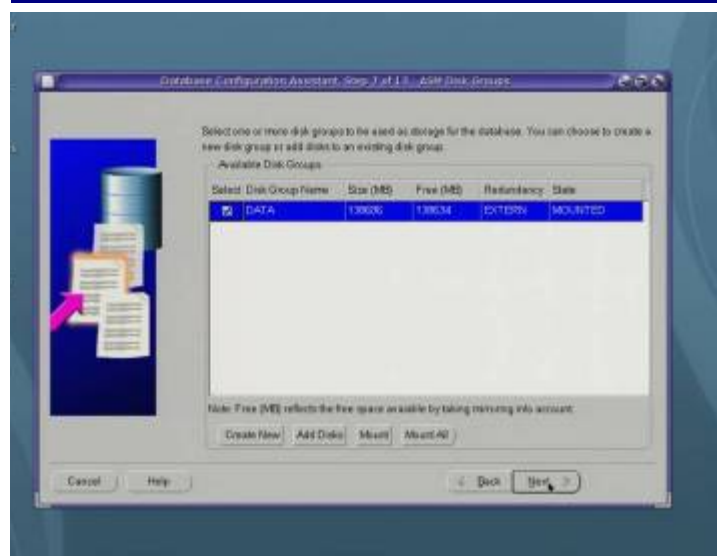 Database Configuration Assistant, Step 7 of 13 : ASM Disk Groups
Select one or more disk groups to be used as storage for the database. You can choose to create a
new disk group or add disks to an existing disk group.
Available Disk Groups
Select Disk Group Name Size (MB) Free (MB) Redundancy State
DATA EXTERN MOUNTED
Note: Free (MB) reflects the free space available by taking mirroring into account.
Create New Add Disks Mount Mount All
Cancel Help Back Next